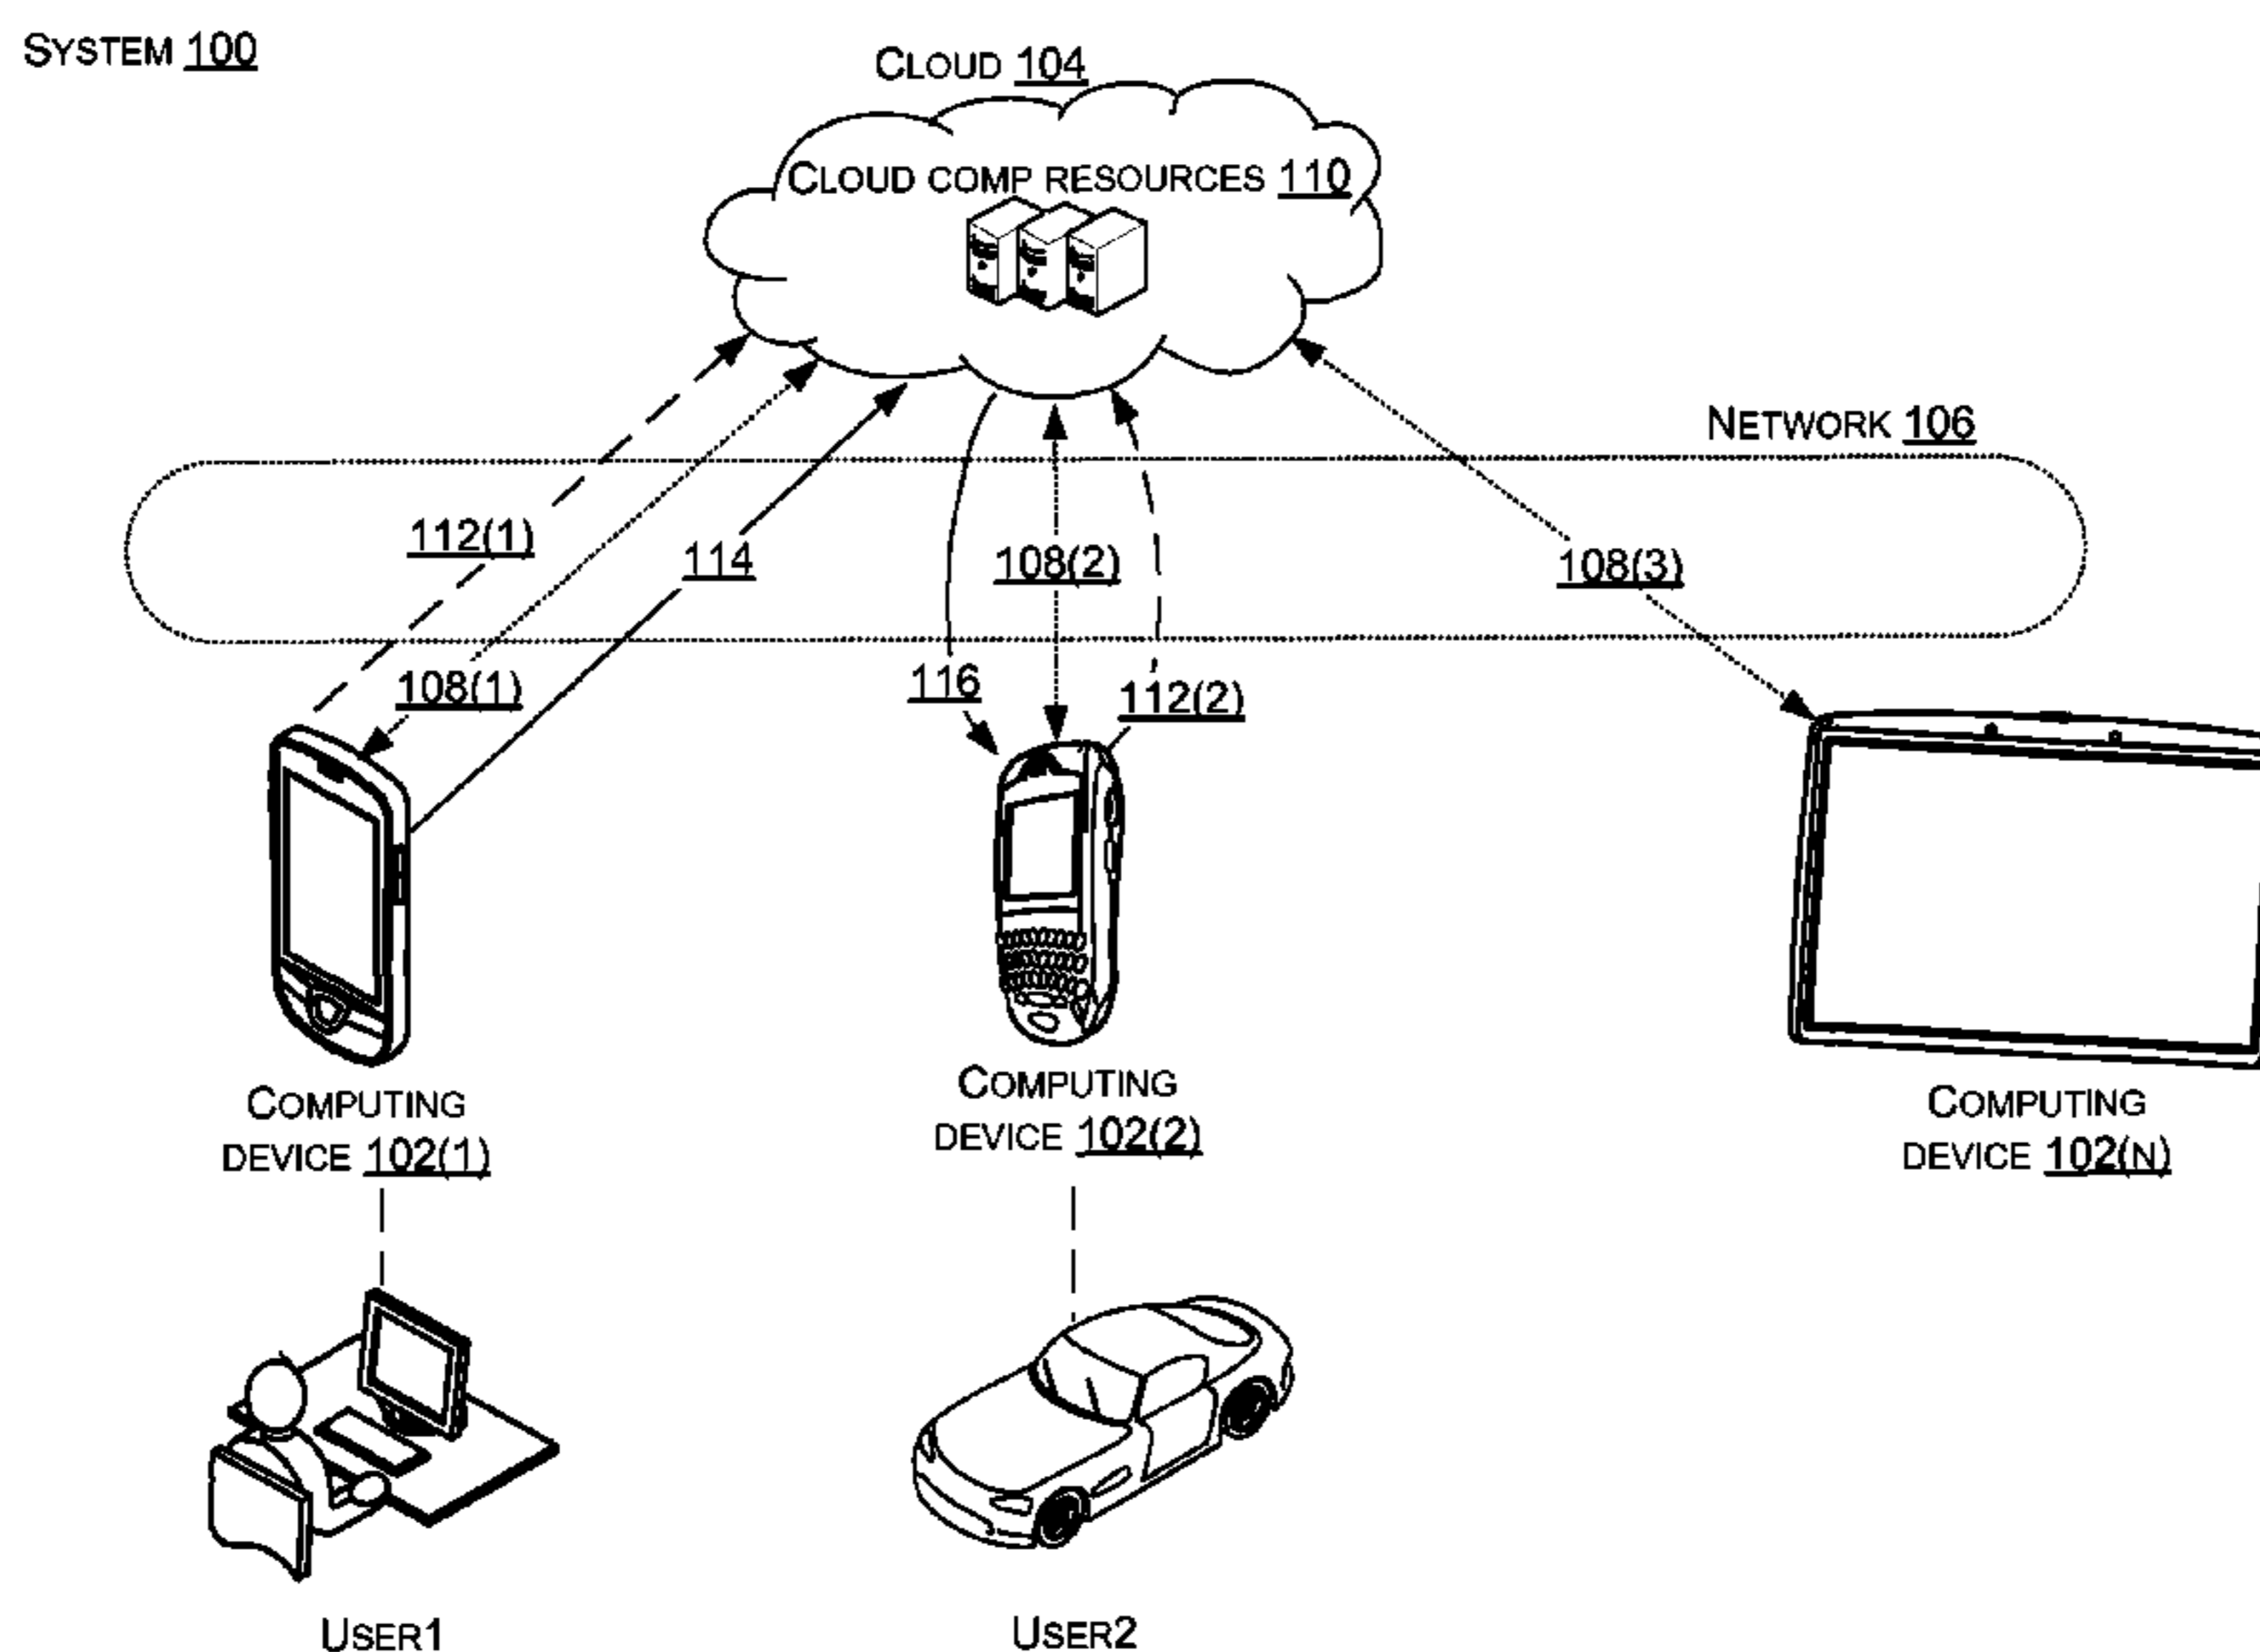 SYSTEM 100
CLOUD 104
CLOUD COMP RESOURCES 110
NETWORK 106
112(1)
114
108(2)
108(3)
108(1)
116
112(2)
COMPUTING
DEVICE 102(1)
COMPUTING
DEVICE 102(2)
COMPUTING
DEVICE 102(N)
USER1
USER2